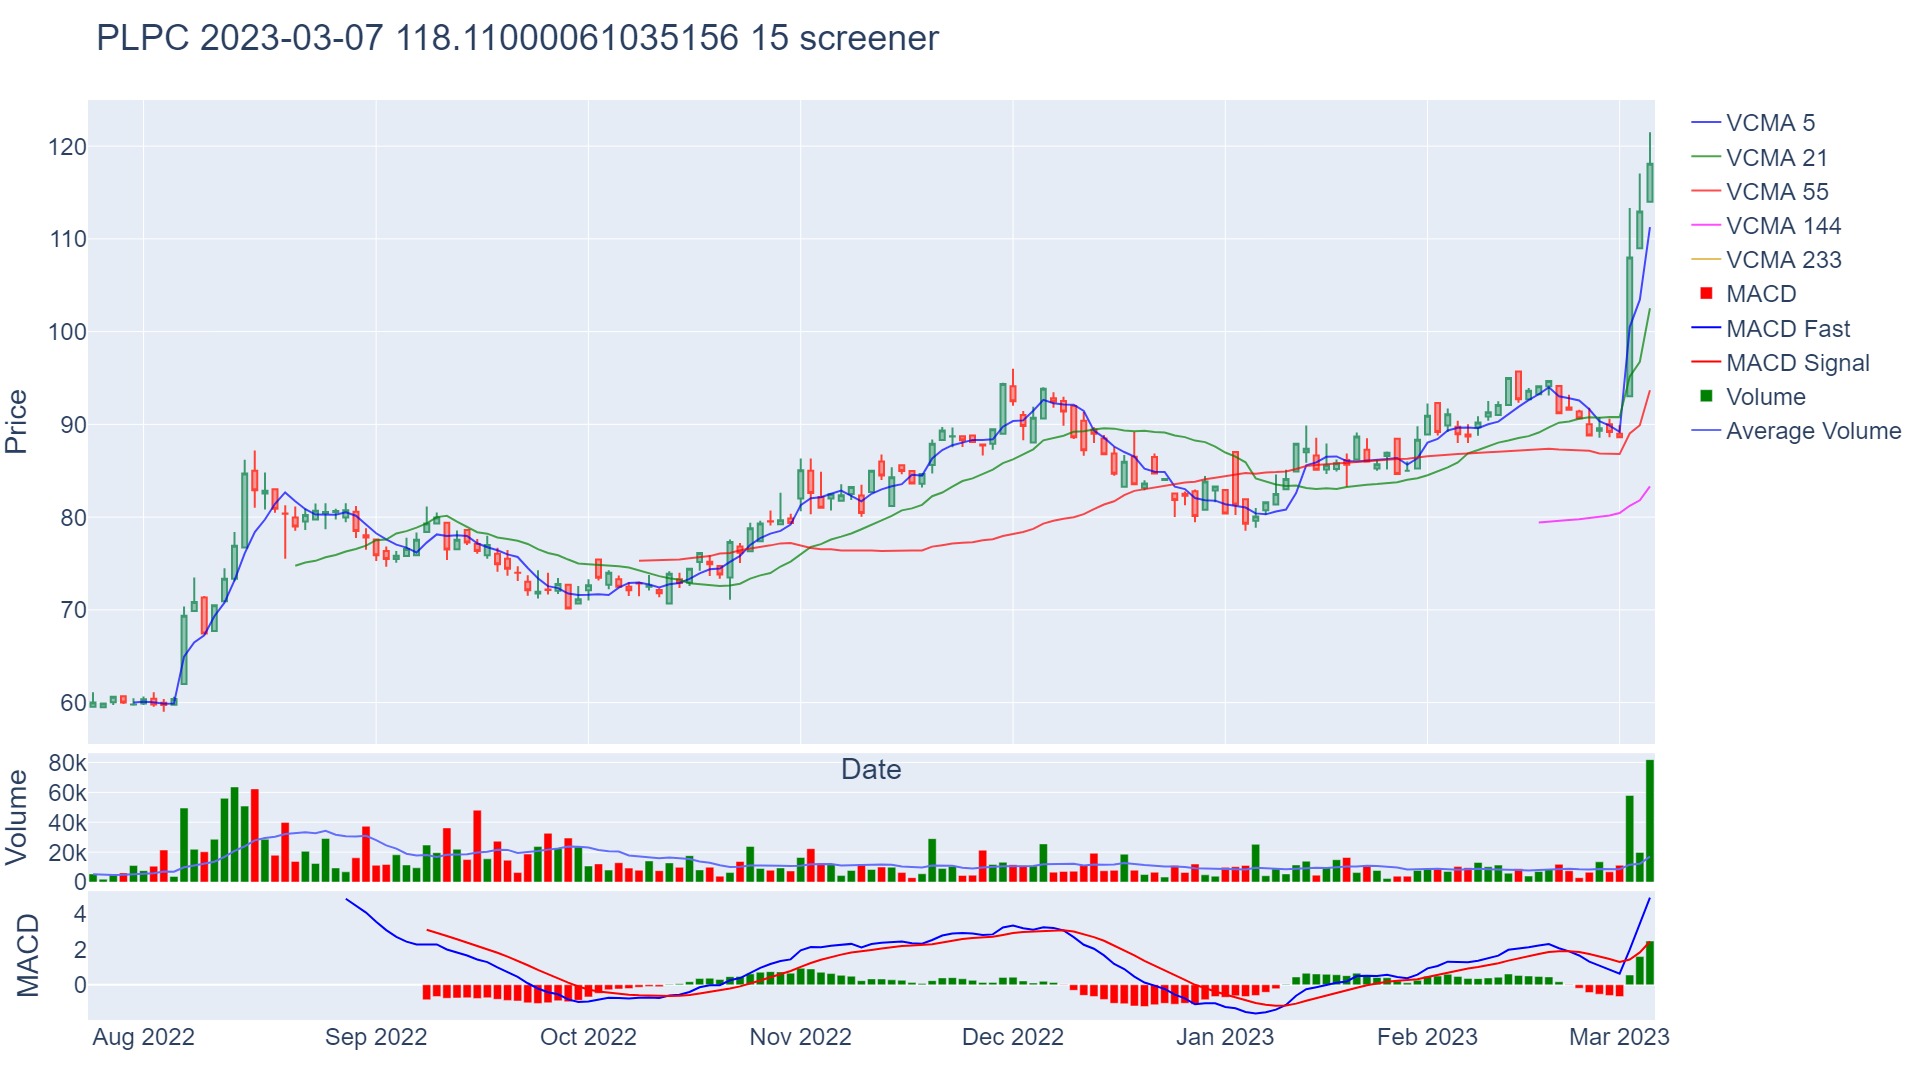 PLPC 2023-03-07 118.11000061035156 15 screener
120
110
100
90
80
70
60
Price
VCMA 5
VCMA 21
VCMA 55
VCMA 144
VCMA 233
MACD
MACD Fast
MACD Signal
Volume
Average Volume
Date
80k
60k
40k
20k
0
Volume
4
2
0
MACD
Aug 2022
Sep 2022
Oct 2022
Nov 2022
Dec 2022
Jan 2023
Feb 2023
Mar 2023